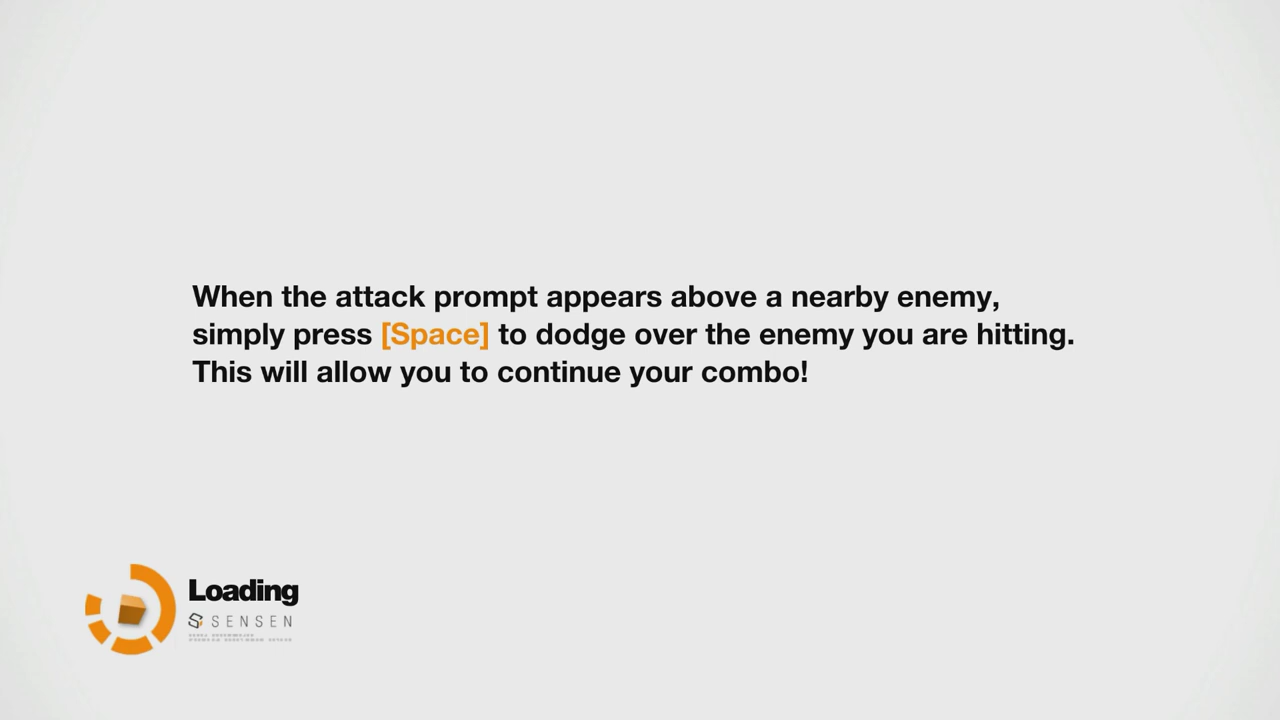 When the attack prompt appears above a nearby enemy,
simply press [Space] to dodge over the enemy you are hitting.
This will allow you to continue your combo!
Loading
SENSEN